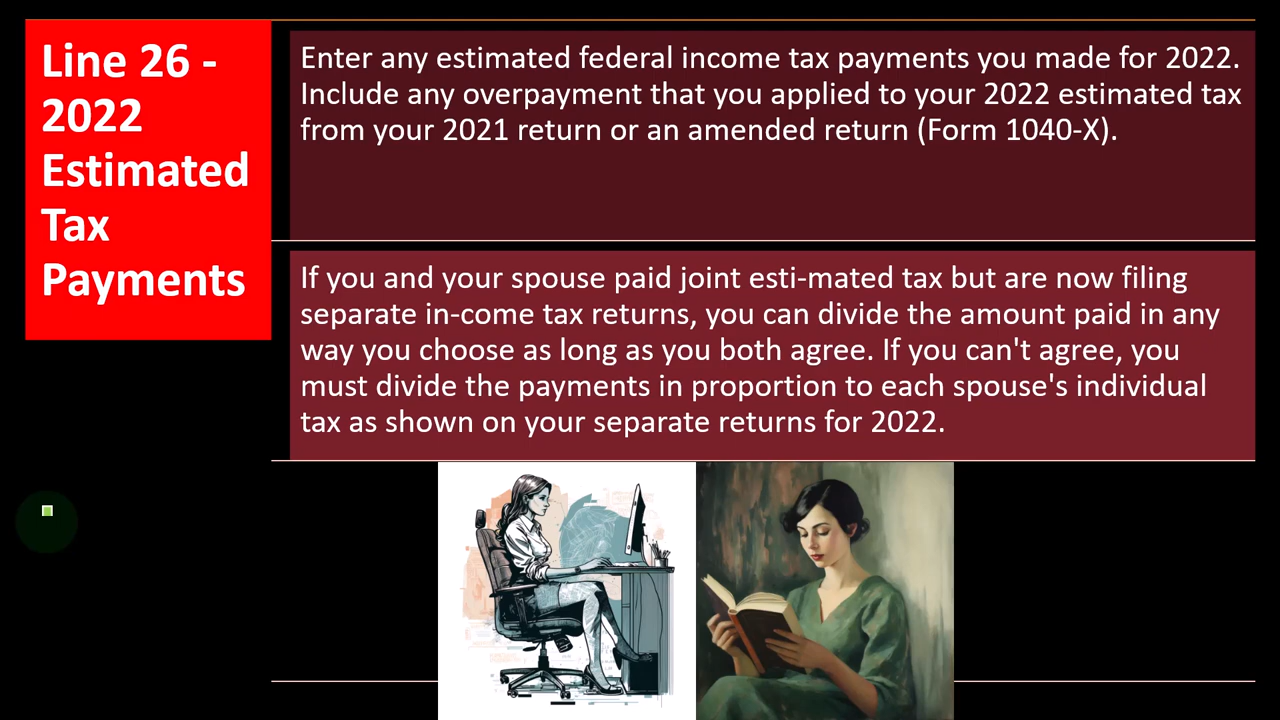 Line 26 -
2022
Estimated
Tax
Payments
Enter any estimated federal income tax payments you made for 2022.
Include any overpayment that you applied to your 2022 estimated tax
from your 2021 return or an amended return (Form 1040-X).
If you and your spouse paid joint esti-mated tax but are now filing
separate in-come tax returns, you can divide the amount paid in any
way you choose as long as you both agree. If you can't agree, you
must divide the payments in proportion to each spouse's individual
tax as shown on your separate returns for 2022.